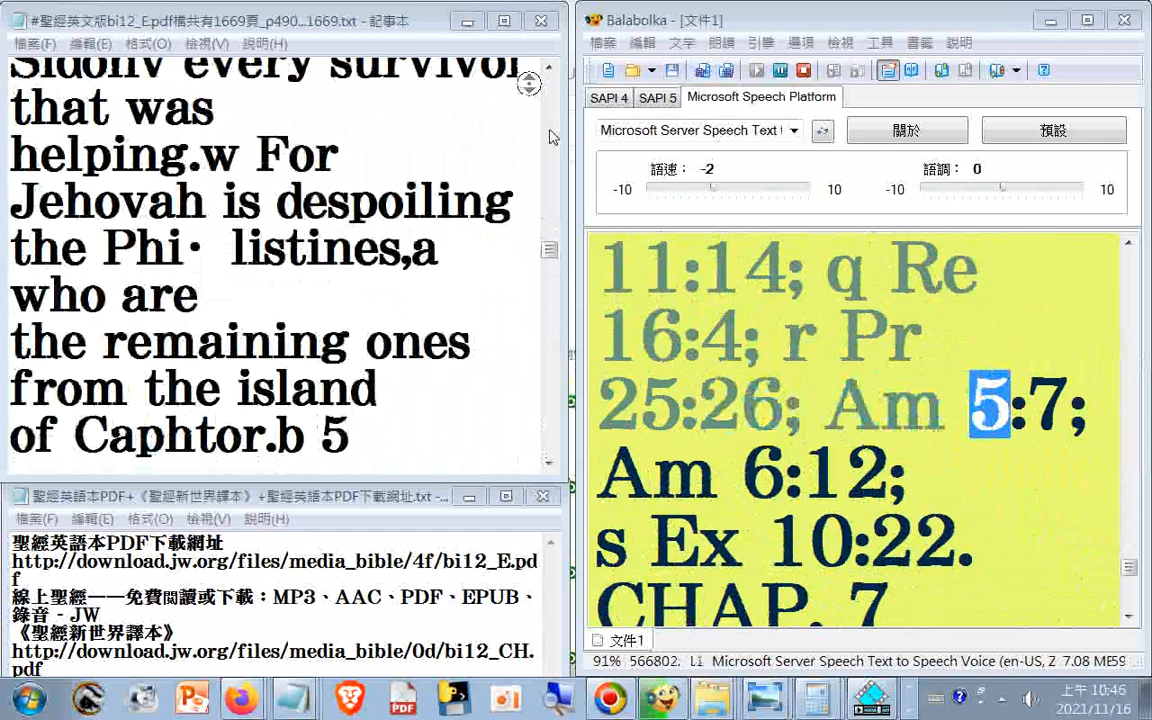 #聖經英文版bi12_E.pdf檔共有1669頁_p490...1669.txt - 記事本
檔案(F) 編輯(E) 格式(O) 檢視(V) 說明(H)
Sidonv every survivor
that was
helping.w For
Jehovah is despoiling
the Phi· listines,a
who are
the remaining ones
from the island
of Caphtor.b 5
聖經英語本PDF+《聖經新世界譯本》+聖經英語本PDF下載網址.txt -...
檔案(F) 編輯(E) 格式(O) 檢視(V) 說明(H)
聖經英語本PDF下載網址
http://download.jw.org/files/media_bible/4f/bi12_E.pd
f
線上聖經——免費閱讀或下載：MP3、AAC、PDF、EPUB、
錄音 - JW
《聖經新世界譯本》
http://download.jw.org/files/media_bible/0d/bi12_CH.
pdf
Balabolka - [文件1]
檔案 編輯 文字 朗讀 引擎 選項 檢視 工具 書籤 說明
SAPI 4 SAPI 5 Microsoft Speech Platform
Microsoft Server Speech Text 關於 預設
語速： -2 語調： 0
-10 10 -10 10
11:14; q Re
16:4; r Pr
25:26; Am 5:7;
Am 6:12;
s Ex 10:22.
CHAP. 7
文件1
91% 566802. L1 Microsoft Server Speech Text to Speech Voice (en-US, Z 7.08 ME59
上午 10:46
2021/11/16